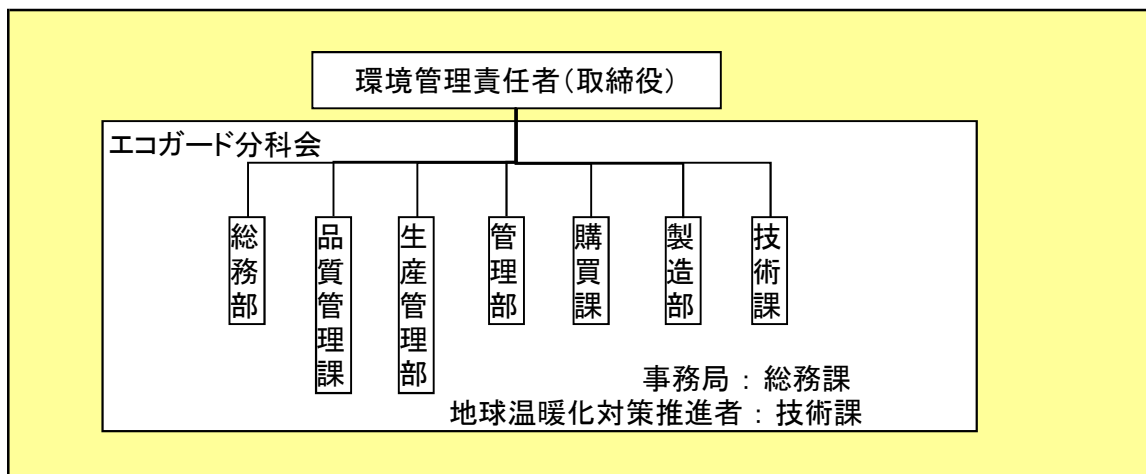 環境管理責任者（取締役）
エコガード分科会
総務部
品質管理課
生産管理部
管理部
購買課
製造部
技術課
事務局 ： 総務課
地球温暖化対策推進者 ： 技術課